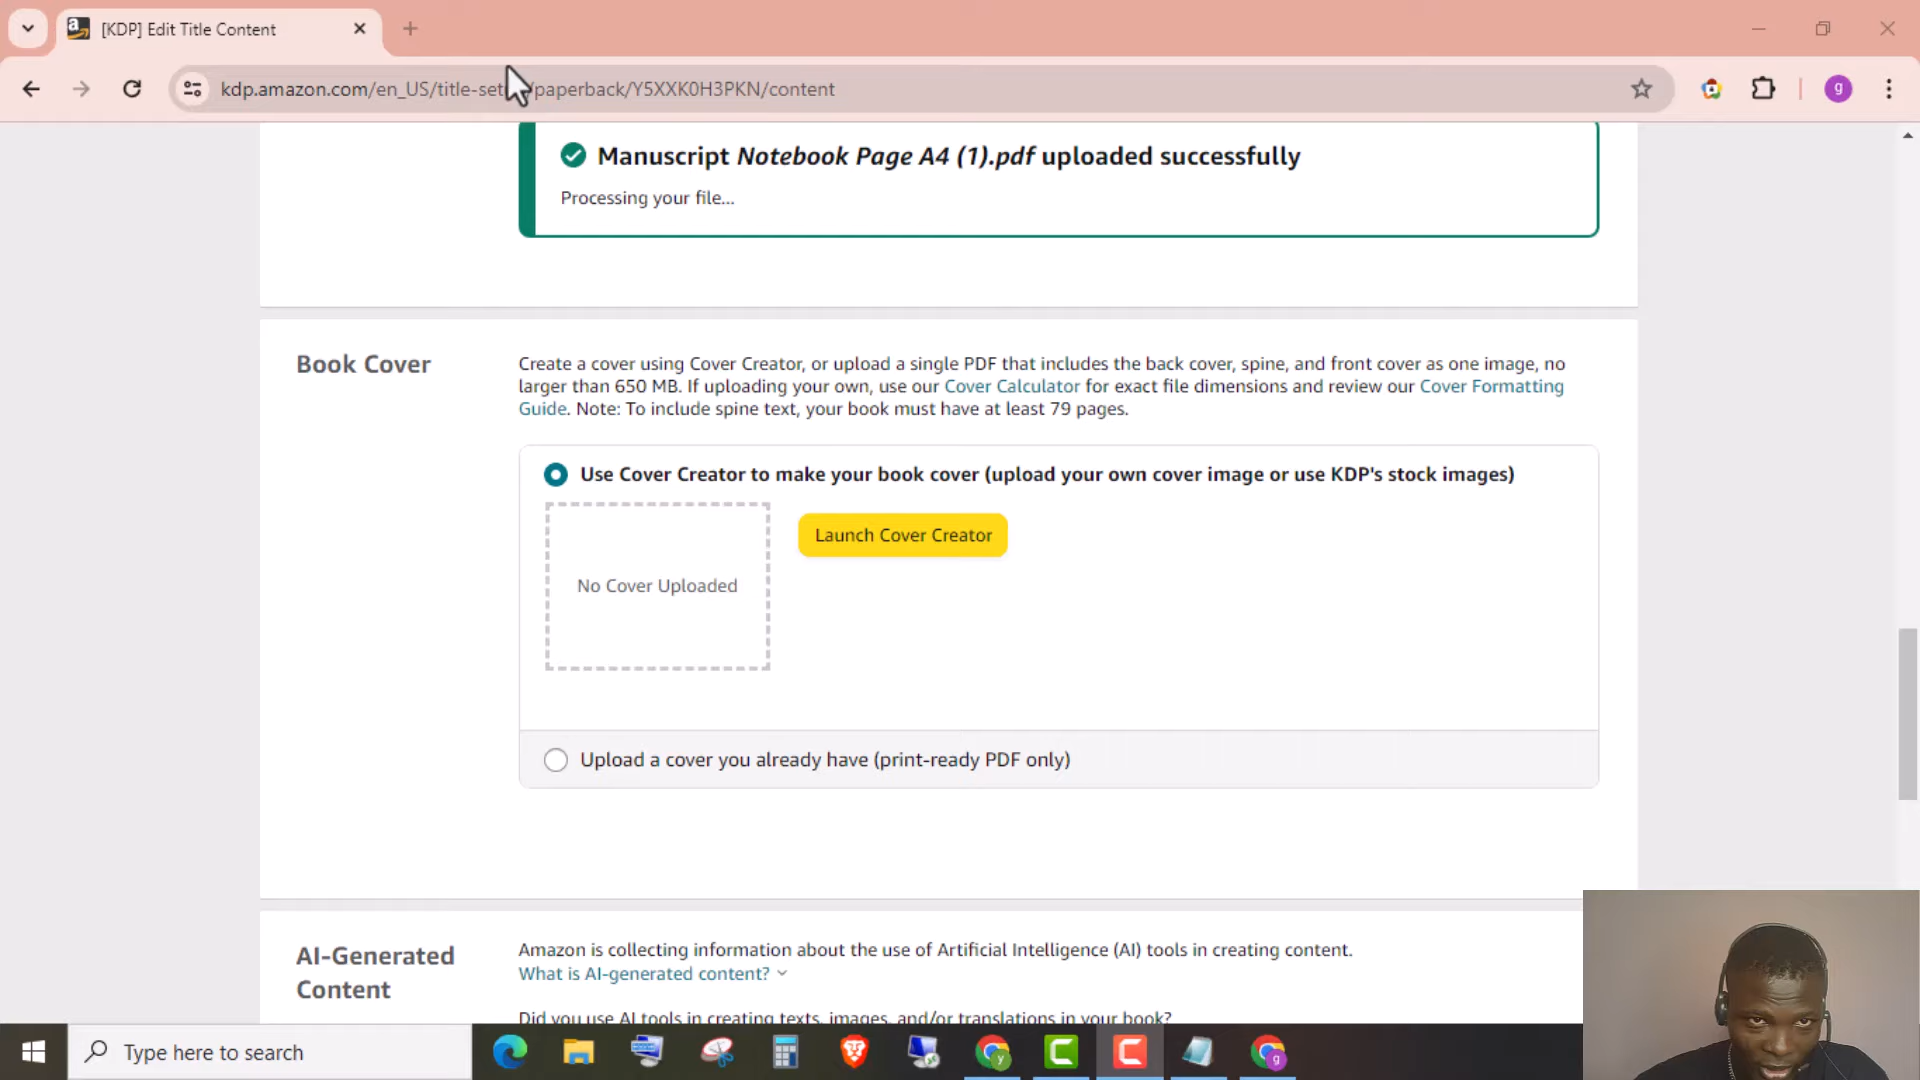 [KDP] Edit Title Content
kdp.amazon.com/en_US/title-set /paperback/Y5XXK0H3PKN/content
g
Manuscript Notebook Page A4 (1).pdf uploaded successfully
Processing your file...
Book Cover
Create a cover using Cover Creator, or upload a single PDF that includes the back cover, spine, and front cover as one image, no
larger than 650 MB. If uploading your own, use our Cover Calculator for exact file dimensions and review our Cover Formatting
Guide. Note: To include spine text, your book must have at least 79 pages.
Use Cover Creator to make your book cover (upload your own cover image or use KDP's stock images)
Launch Cover Creator
No Cover Uploaded
Upload a cover you already have (print-ready PDF only)
AI-Generated
Content
Amazon is collecting information about the use of Artificial Intelligence (AI) tools in creating content.
What is AI-generated content?
Did you use AI tools in creating texts, images, and/or translations in your book?
Type here to search
y
g